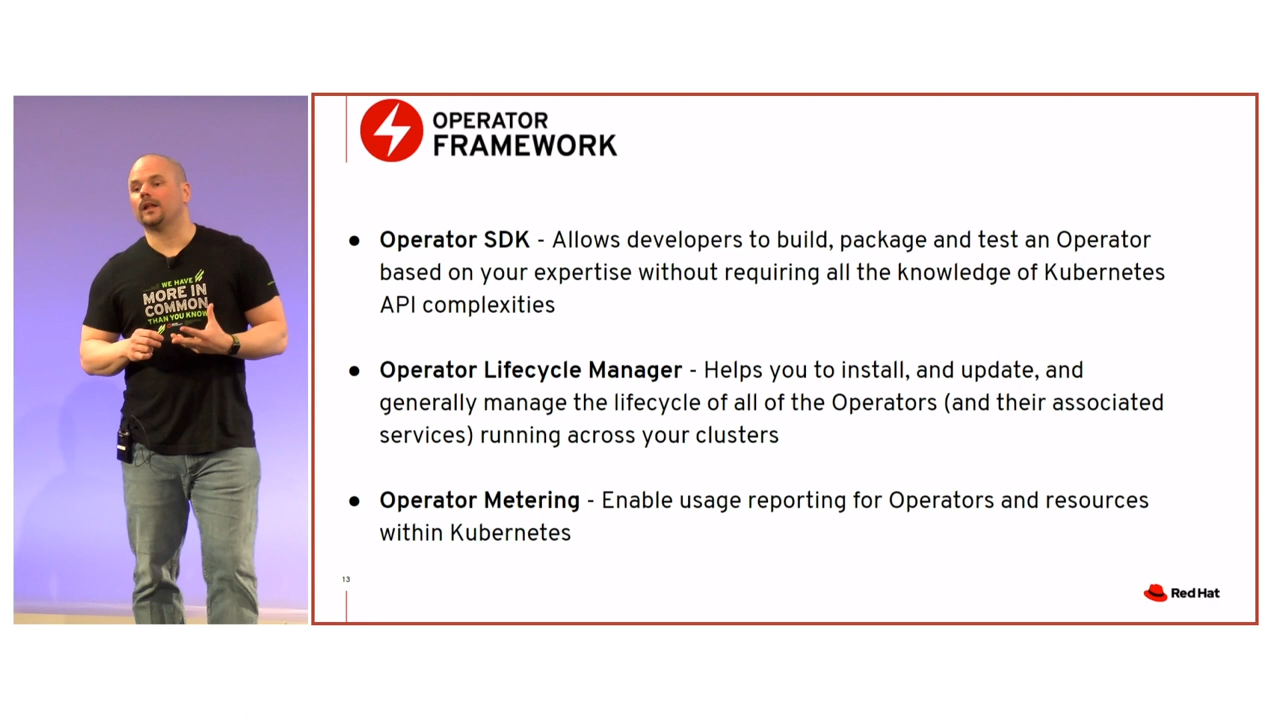 WE HAVE
MORE IN
COMMON
THAN YOU KNOW
OPERATOR
FRAMEWORK
● Operator SDK - Allows developers to build, package and test an Operator
based on your expertise without requiring all the knowledge of Kubernetes
API complexities
● Operator Lifecycle Manager - Helps you to install, and update, and
generally manage the lifecycle of all of the Operators (and their associated
services) running across your clusters
● Operator Metering - Enable usage reporting for Operators and resources
within Kubernetes
13
Red Hat